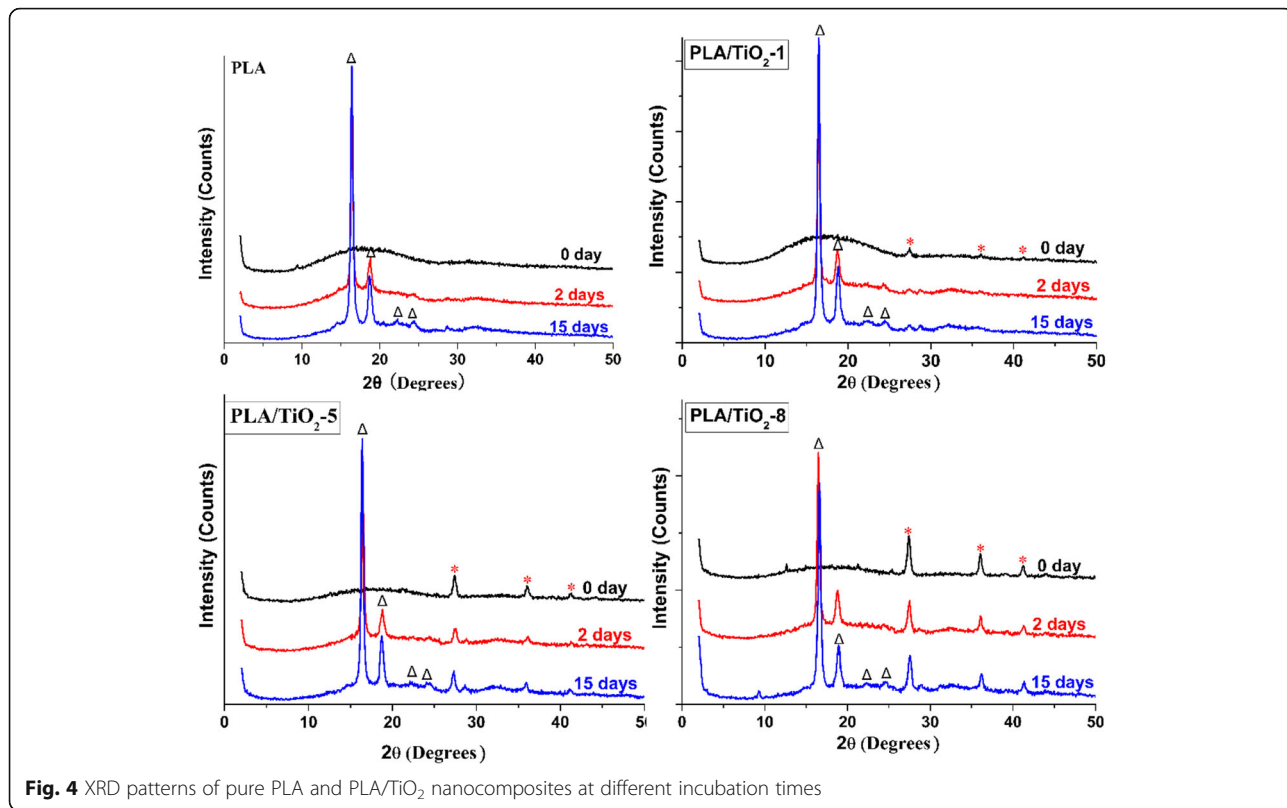 PLA
Δ
Δ
Δ Δ
0 day
2 days
15 days
Intensity (Counts)
0 10 20 30 40 50
2θ (Degrees)
PLA/TiO₂-1
Δ
Δ
Δ Δ
* * *
0 day
2 days
15 days
Intensity (Counts)
0 10 20 30 40 50
2θ (Degrees)
PLA/TiO₂-5
Δ
Δ
Δ Δ
* * *
0 day
2 days
15 days
Intensity (Counts)
0 10 20 30 40 50
2θ (Degrees)
PLA/TiO₂-8
Δ
Δ
Δ Δ
* * *
0 day
2 days
15 days
Intensity (Counts)
0 10 20 30 40 50
2θ (Degrees)
Fig. 4 XRD patterns of pure PLA and PLA/TiO₂ nanocomposites at different incubation times